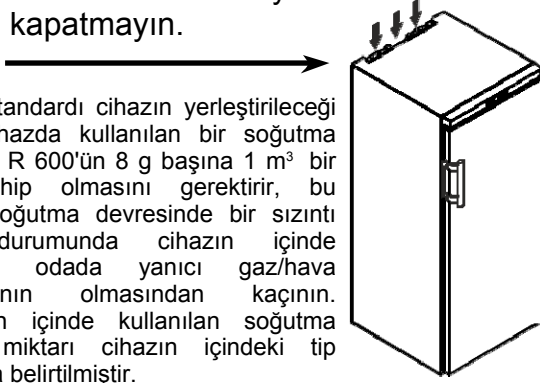 kapatmayın.
tandardı cihazın yerleştirileceği
hazda kullanılan bir soğutma
R 600'ün 8 g başına 1 m³ bir
hip olmasını gerektirir, bu
oğutma devresinde bir sızıntı
durumunda cihazın içinde
odada yanıcı gaz/hava
nın olmasından kaçının.
içinde kullanılan soğutma
miktarı cihazın içindeki tip
belirtilmiştir.